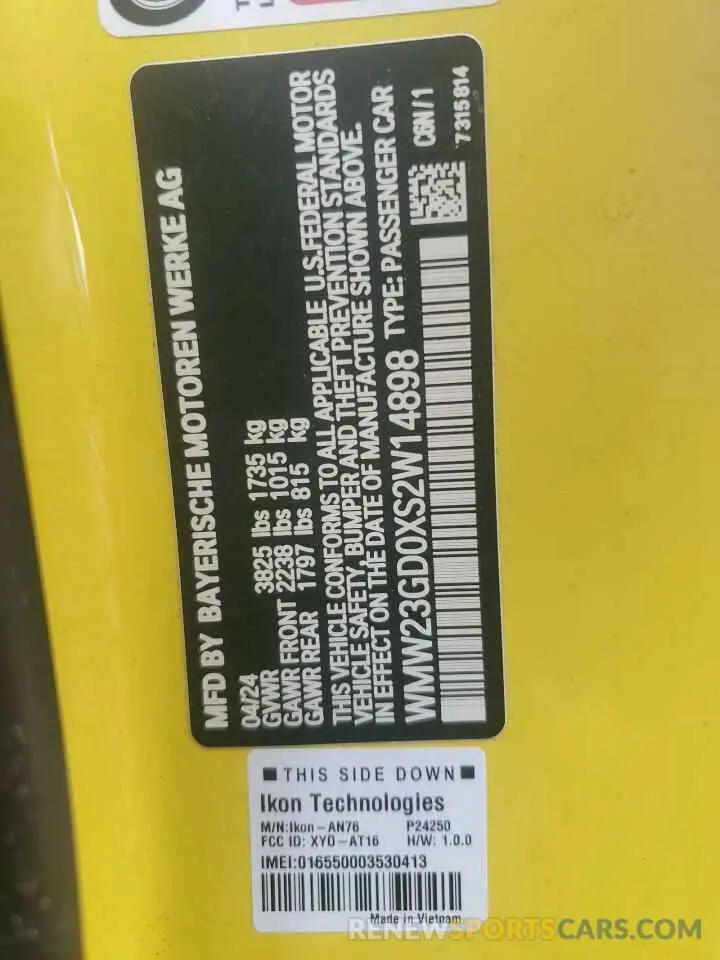 MFD BY BAYERISCHE MOTOREN WERKE AG
04/24
GVWR 3825 lbs 1735 kg
GAWR FRONT 2238 lbs 1015 kg
GAWR REAR 1797 lbs 815 kg
THIS VEHICLE CONFORMS TO ALL APPLICABLE U.S.FEDERAL MOTOR
VEHICLE SAFETY, BUMPER AND THEFT PREVENTION STANDARDS
IN EFFECT ON THE DATE OF MANUFACTURE SHOWN ABOVE.
WMW23GD0XS2W14898 TYPE: PASSENGER CAR
C6N/1
7315814
THIS SIDE DOWN
Ikon Technologies
M/N:Ikon-AN76 P24250
FCC ID: XYO-AT16 H/W: 1.0.0
IMEI:016550003530413
Made in Vietnam
RENEWSPORTSCARS.COM